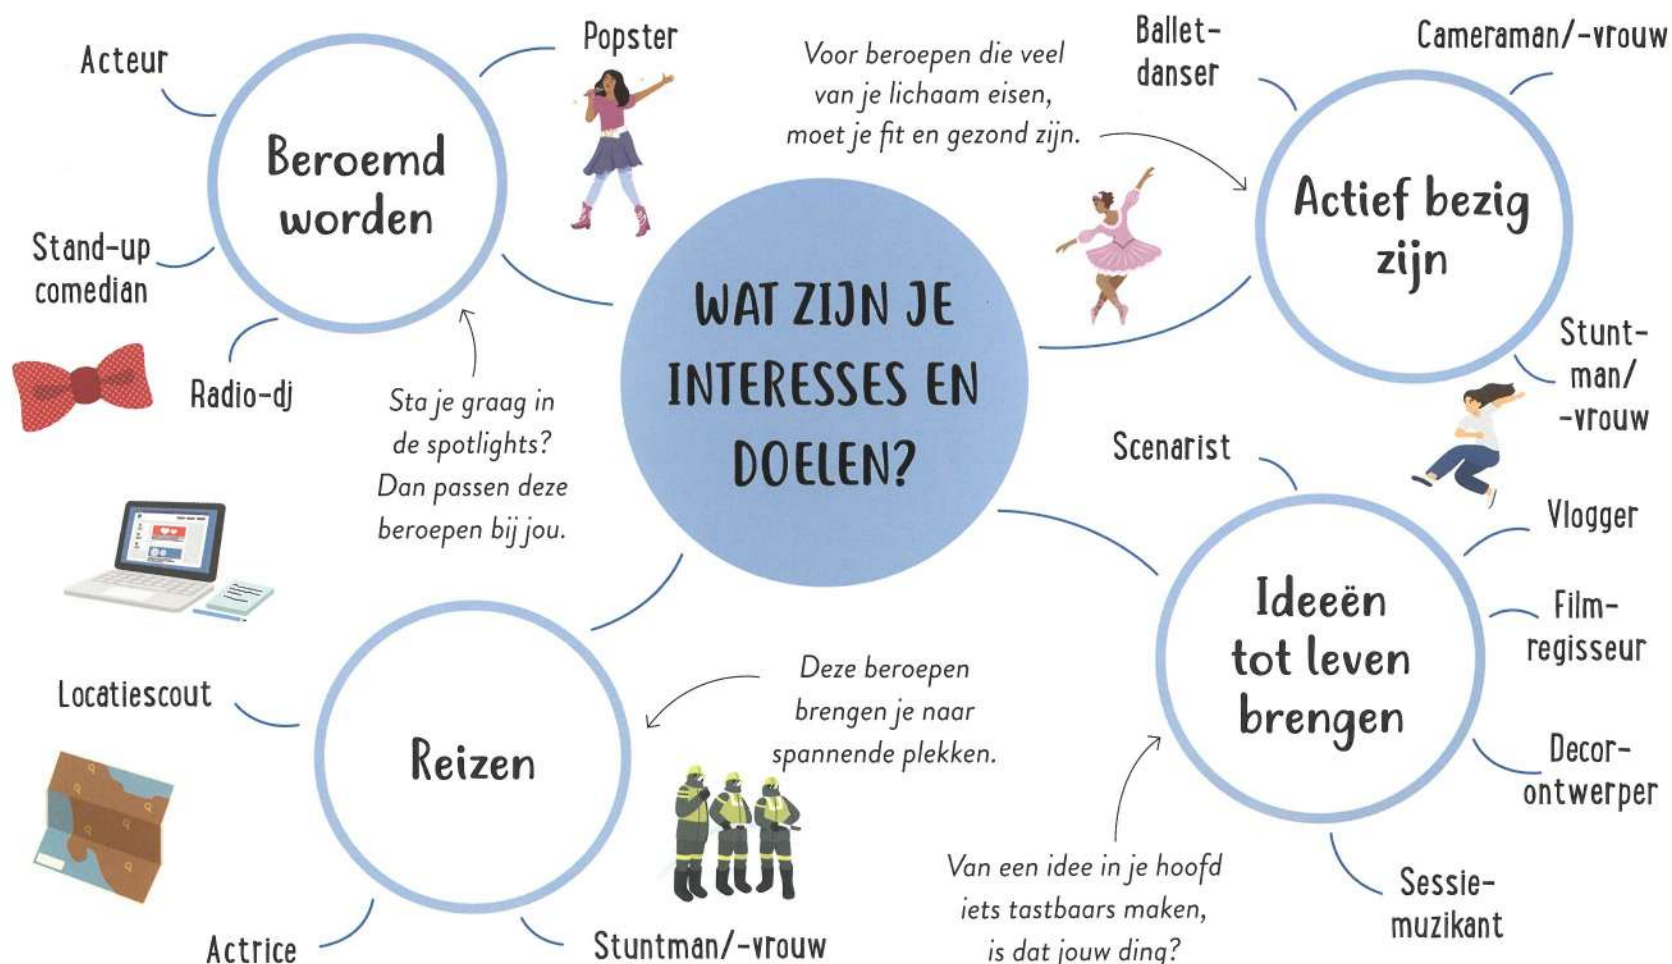 WAT ZIJN JE
INTERESSES EN
DOELEN?
Beroemd
worden
Acteur
Popster
Stand-up
comedian
Radio-dj
Sta je graag in
de spotlights?
Dan passen deze
beroepen bij jou.
Voor beroepen die veel
van je lichaam eisen,
moet je fit en gezond zijn.
Actief bezig
zijn
Ballet-
danser
Cameraman/-vrouw
Stunt-
man/
-vrouw
Reizen
Locatiescout
Actrice
Stuntman/-vrouw
Deze beroepen
brengen je naar
spannende plekken.
Ideeën
tot leven
brengen
Scenarist
Vlogger
Film-
regisseur
Decor-
ontwerper
Sessie-
muzikant
Van een idee in je hoofd
iets tastbaars maken,
is dat jouw ding?